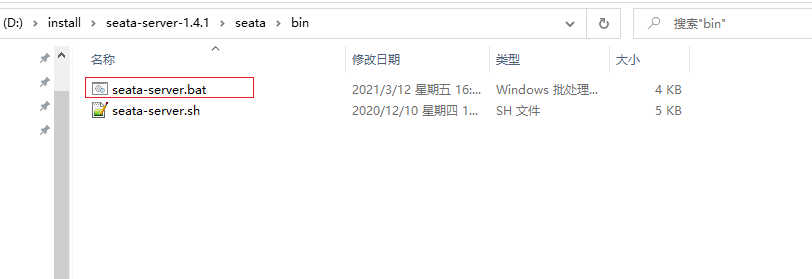 (D:) > install > seata-server-1.4.1 > seata > bin
搜索"bin"
名称 修改日期 类型 大小
seata-server.bat 2021/3/12 星期五 16:... Windows 批处理... 4 KB
seata-server.sh 2020/12/10 星期四 1... SH 文件 5 KB